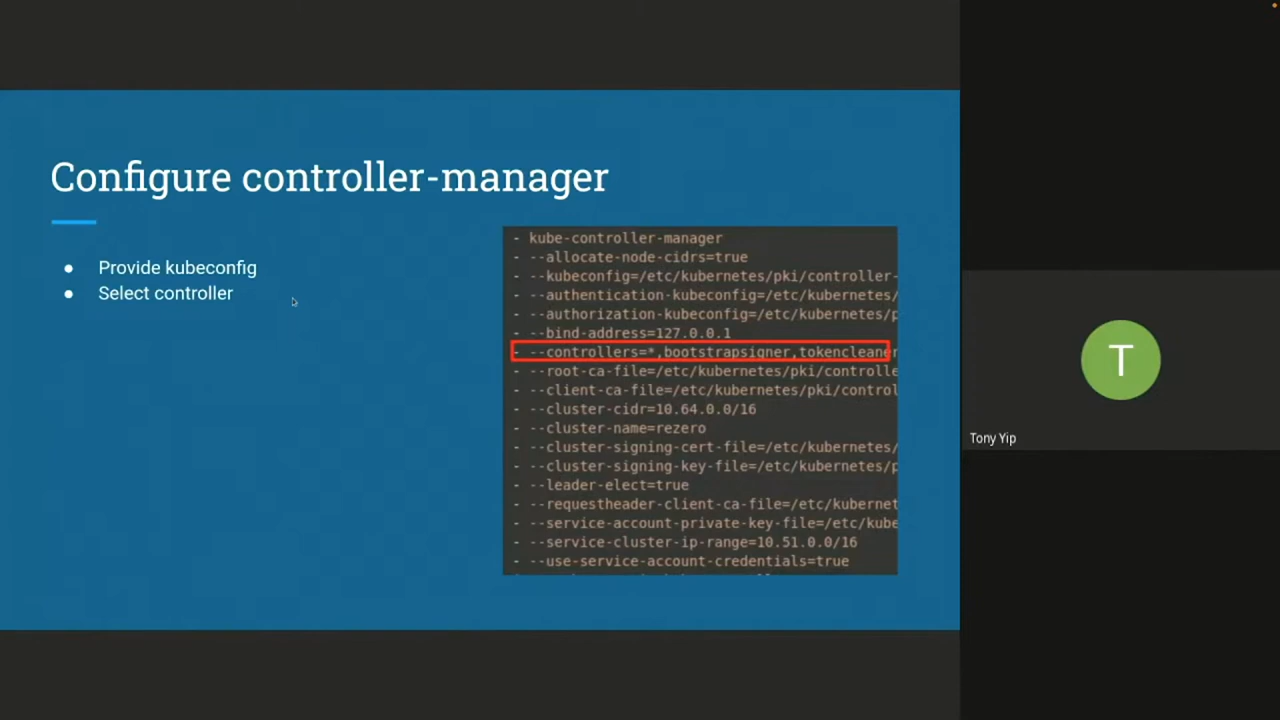 Configure controller-manager
● Provide kubeconfig
● Select controller
- kube-controller-manager
- --allocate-node-cidrs=true
- --kubeconfig=/etc/kubernetes/pki/controller-
- --authentication-kubeconfig=/etc/kubernetes/
- --authorization-kubeconfig=/etc/kubernetes/p
- --bind-address=127.0.0.1
- --controllers=*,bootstrapsigner,tokencleaner
- --root-ca-file=/etc/kubernetes/pki/controlle
- --client-ca-file=/etc/kubernetes/pki/control
- --cluster-cidr=10.64.0.0/16
- --cluster-name=rezero
- --cluster-signing-cert-file=/etc/kubernetes/
- --cluster-signing-key-file=/etc/kubernetes/p
- --leader-elect=true
- --requestheader-client-ca-file=/etc/kubernet
- --service-account-private-key-file=/etc/kube
- --service-cluster-ip-range=10.51.0.0/16
- --use-service-account-credentials=true
T
Tony Yip